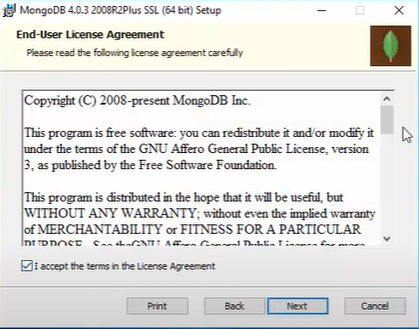 MongoDB 4.0.3 2008R2Plus SSL (64 bit) Setup
End-User License Agreement
Please read the following license agreement carefully
Copyright (C) 2008-present MongoDB Inc.
This program is free software: you can redistribute it and/or modify it
under the terms of the GNU Affero General Public License, version
3, as published by the Free Software Foundation.
This program is distributed in the hope that it will be useful, but
WITHOUT ANY WARRANTY; without even the implied warranty
of MERCHANTABILITY or FITNESS FOR A PARTICULAR
PURPOSE. See theGNU Affero General Public License for more
I accept the terms in the License Agreement
Print Back Next Cancel